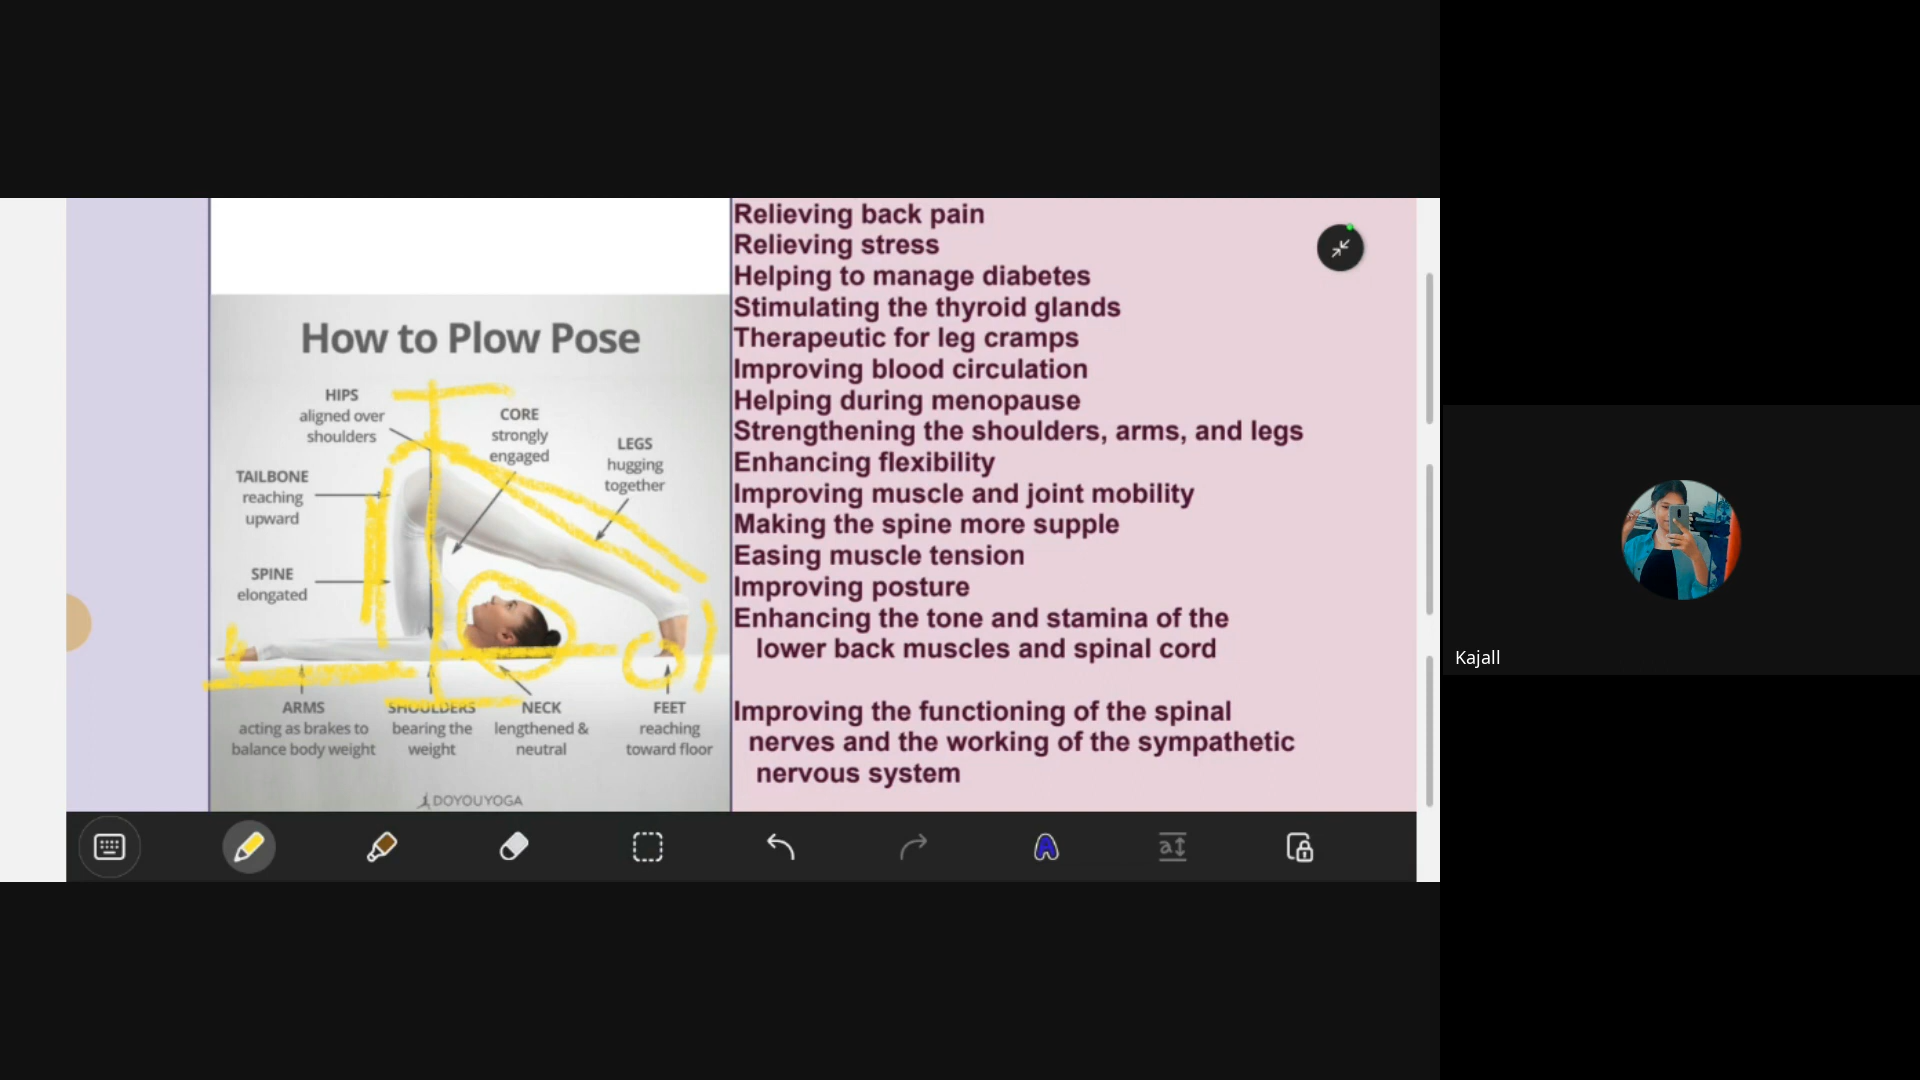 How to Plow Pose
HIPS
aligned over
shoulders
CORE
strongly
engaged
LEGS
hugging
together
TAILBONE
reaching
upward
SPINE
elongated
ARMS
acting as brakes to
balance body weight
SHOULDERS
bearing the
weight
NECK
lengthened &
neutral
FEET
reaching
toward floor
DOYOUYOGA
Relieving back pain
Relieving stress
Helping to manage diabetes
Stimulating the thyroid glands
Therapeutic for leg cramps
Improving blood circulation
Helping during menopause
Strengthening the shoulders, arms, and legs
Enhancing flexibility
Improving muscle and joint mobility
Making the spine more supple
Easing muscle tension
Improving posture
Enhancing the tone and stamina of the
lower back muscles and spinal cord
Improving the functioning of the spinal
nerves and the working of the sympathetic
nervous system
A
a
Kajall